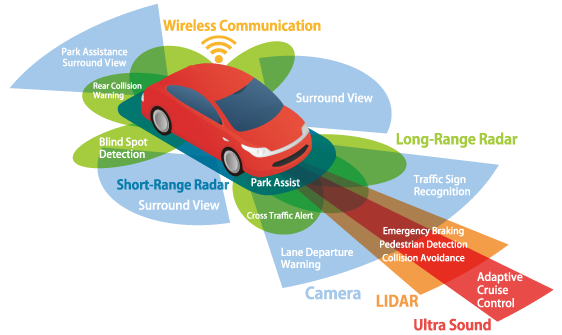 Wireless Communication
Park Assistance
Surround View
Rear Collision
Warning
Surround View
Blind Spot
Detection
Long-Range Radar
Short-Range Radar
Park Assist
Traffic Sign
Recognition
Surround View
Cross Traffic Alert
Emergency Braking
Pedestrian Detection
Collision Avoidance
Lane Departure
Warning
Adaptive
Cruise
Control
Camera
LIDAR
Ultra Sound